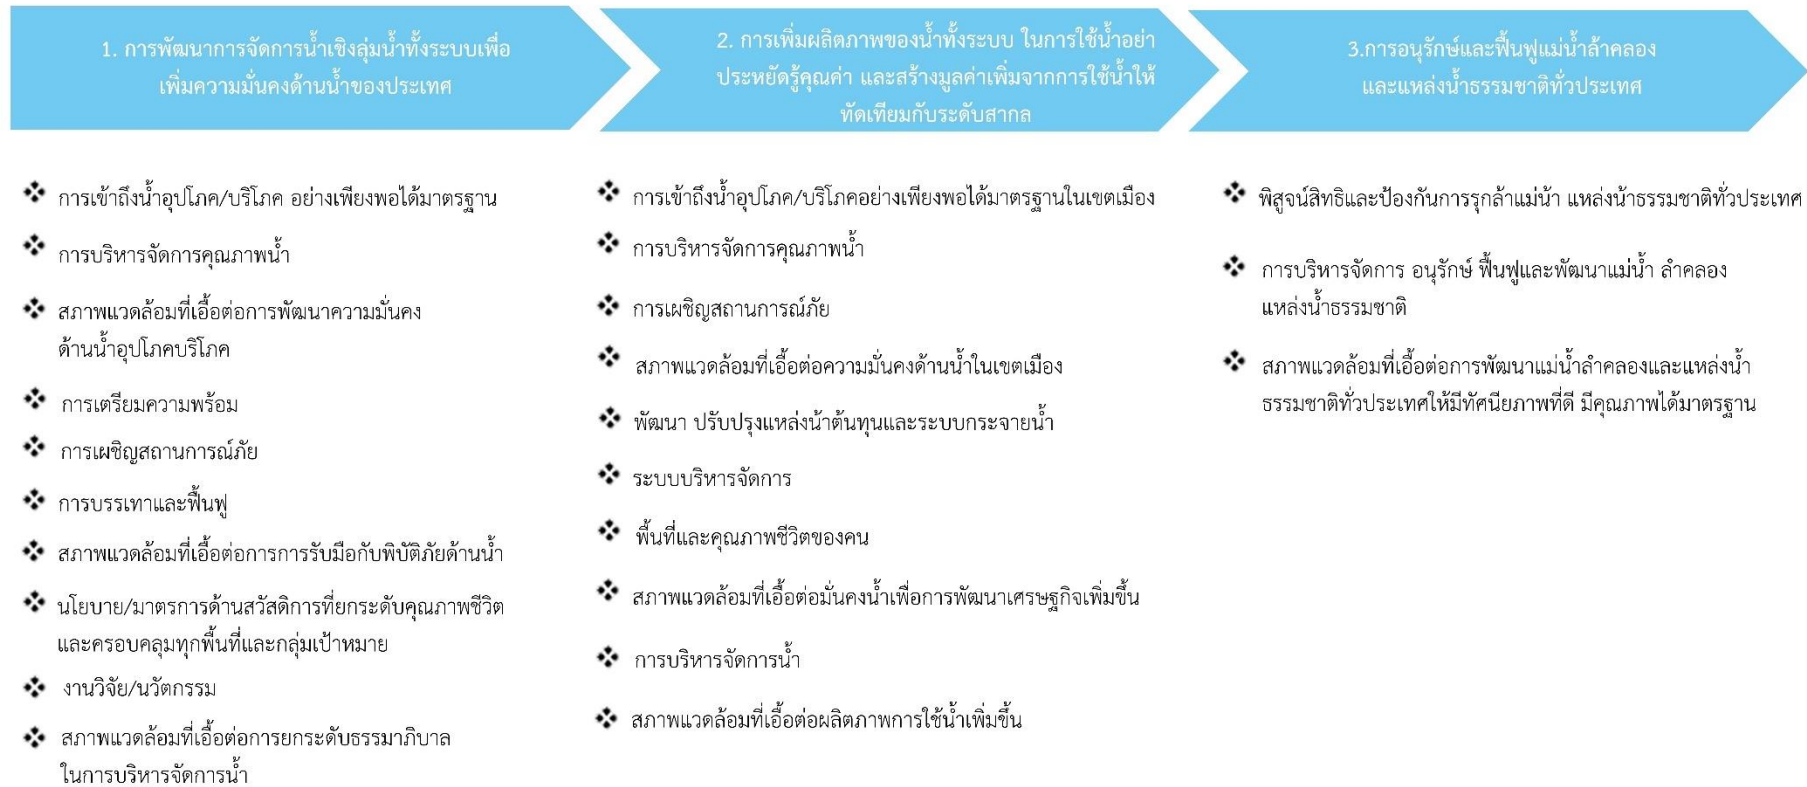 1. การพัฒนาการจัดการน้ำเชิงลุ่มน้ำทั้งระบบเพื่อ
เพิ่มความมั่นคงด้านน้ำของประเทศ
การเข้าถึงน้ำอุปโภค/บริโภค อย่างเพียงพอได้มาตรฐาน
การบริหารจัดการคุณภาพน้ำ
สภาพแวดล้อมที่เอื้อต่อการพัฒนาความมั่นคง
ด้านน้ำอุปโภคบริโภค
การเตรียมความพร้อม
การเผชิญสถานการณ์ภัย
การบรรเทาและฟื้นฟู
สภาพแวดล้อมที่เอื้อต่อการการรับมือกับพิบัติภัยด้านน้ำ
นโยบาย/มาตรการด้านสวัสดิการที่ยกระดับคุณภาพชีวิต
และครอบคลุมทุกพื้นที่และกลุ่มเป้าหมาย
งานวิจัย/นวัตกรรม
สภาพแวดล้อมที่เอื้อต่อการยกระดับธรรมาภิบาล
ในการบริหารจัดการน้ำ
2. การเพิ่มผลิตภาพของน้ำทั้งระบบ ในการใช้น้ำอย่า
ประหยัดรู้คุณค่า และสร้างมูลค่าเพิ่มจากการใช้น้ำให้
ทัดเทียมกับระดับสากล
การเข้าถึงน้ำอุปโภค/บริโภคอย่างเพียงพอได้มาตรฐานในเขตเมือง
การบริหารจัดการคุณภาพน้ำ
การเผชิญสถานการณ์ภัย
สภาพแวดล้อมที่เอื้อต่อความมั่นคงด้านน้ำในเขตเมือง
พัฒนา ปรับปรุงแหล่งน้ำต้นทุนและระบบกระจายน้ำ
ระบบบริหารจัดการ
พื้นที่และคุณภาพชีวิตของคน
สภาพแวดล้อมที่เอื้อต่อมั่นคงน้ำเพื่อการพัฒนาเศรษฐกิจเพิ่มขึ้น
การบริหารจัดการน้ำ
สภาพแวดล้อมที่เอื้อต่อผลิตภาพการใช้น้ำเพิ่มขึ้น
3.การอนุรักษ์และฟื้นฟูแม่น้ำล้าคลอง
และแหล่งน้ำธรรมชาติทั่วประเทศ
พิสูจน์สิทธิและป้องกันการรุกล้าแม่น้า แหล่งน้าธรรมชาติทั่วประเทศ
การบริหารจัดการ อนุรักษ์ ฟื้นฟูและพัฒนาแม่น้ำ ลำคลอง
แหล่งน้ำธรรมชาติ
สภาพแวดล้อมที่เอื้อต่อการพัฒนาแม่น้ำลำคลองและแหล่งน้ำ
ธรรมชาติทั่วประเทศให้มีทัศนียภาพที่ดี มีคุณภาพได้มาตรฐาน